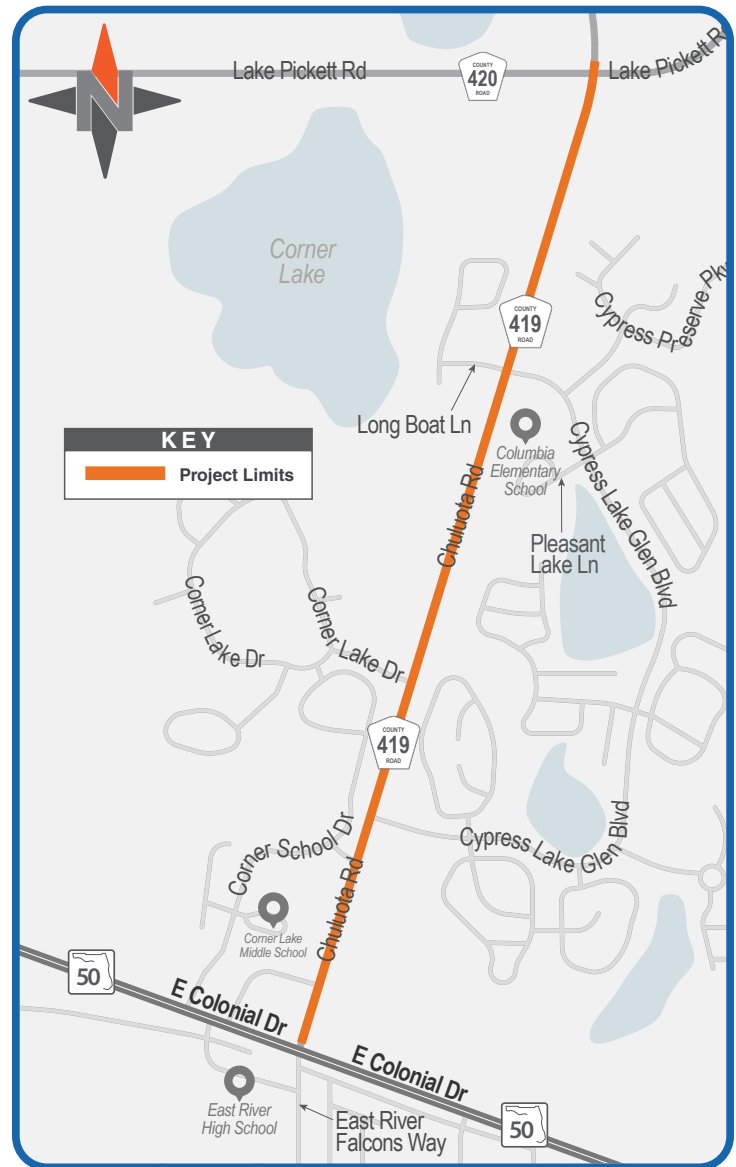 N
Lake Pickett Rd
COUNTY
420
ROAD
Lake Pickett Rd
Corner
Lake
Cypress Preserve Pkwy
COUNTY
419
ROAD
Long Boat Ln
KEY
Project Limits
Columbia
Elementary
School
Cypress Lake Glen Blvd
Chuluota Rd
Pleasant
Lake Ln
Corner Lake Dr
Corner Lake Dr
COUNTY
419
ROAD
Corner School Dr
Cypress Lake Glen Blvd
Chuluota Rd
Corner Lake
Middle School
50
E Colonial Dr
E Colonial Dr
East River
High School
East River
Falcons Way
50